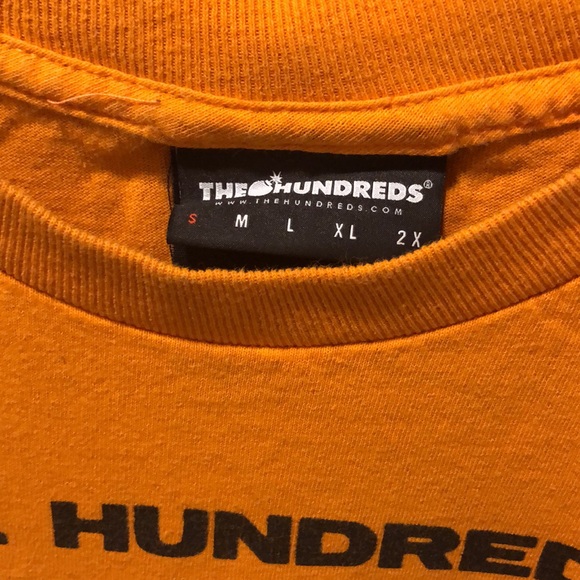 THE HUNDREDS®
WWW.THEHUNDREDS.COM
S M L XL 2X
. HUNDRED